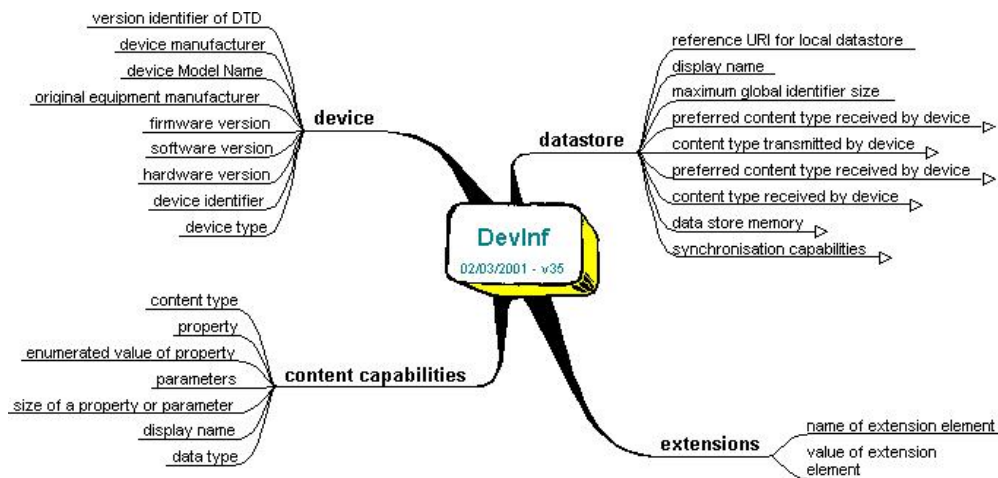 version identifier of DTD
device manufacturer
device Model Name
original equipment manufacturer
firmware version
software version
hardware version
device identifier
device type
device
reference URI for local datastore
display name
maximum global identifier size
preferred content type received by device
content type transmitted by device
preferred content type received by device
content type received by device
data store memory
synchronisation capabilities
datastore
DevInf
02/03/2001 - v35
content type
property
enumerated value of property
parameters
size of a property or parameter
display name
data type
content capabilities
extensions
name of extension element
value of extension
element